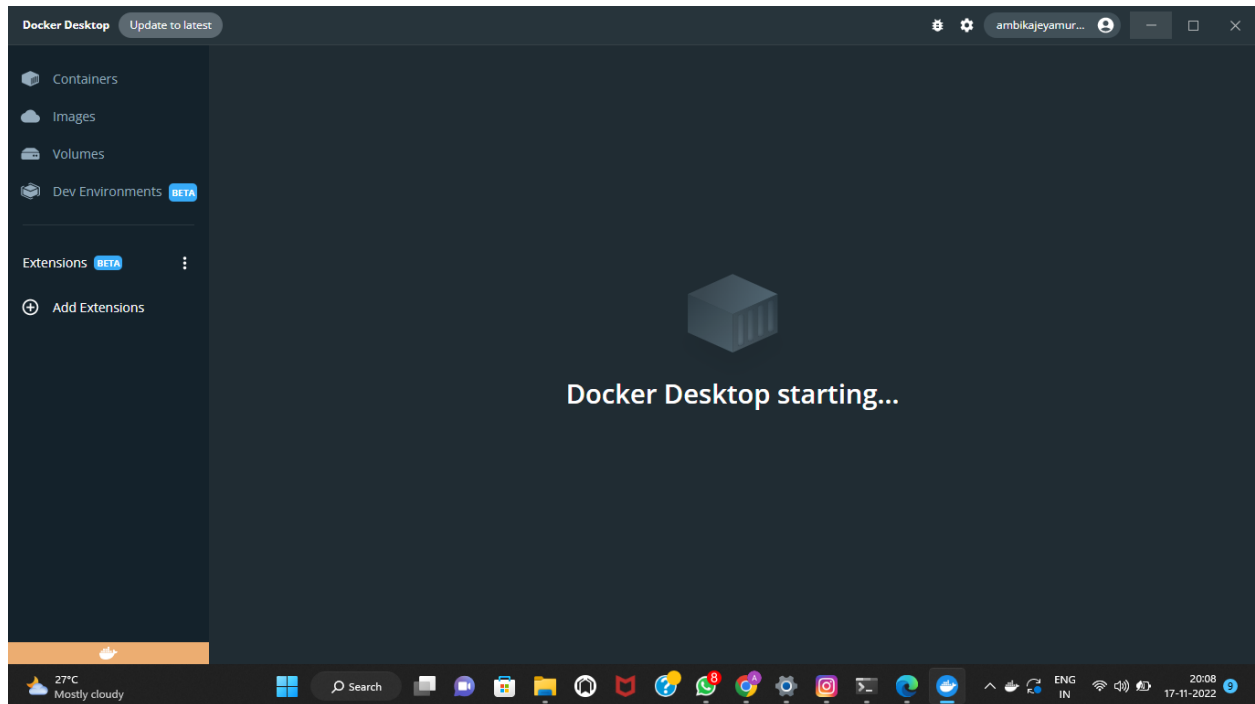 Docker Desktop Update to latest
ambikajeyamur...
Containers
Images
Volumes
Dev Environments BETA
Extensions BETA
Add Extensions
Docker Desktop starting...
27°C
Mostly cloudy
Search
8
A
ENG
IN
20:08
17-11-2022
9